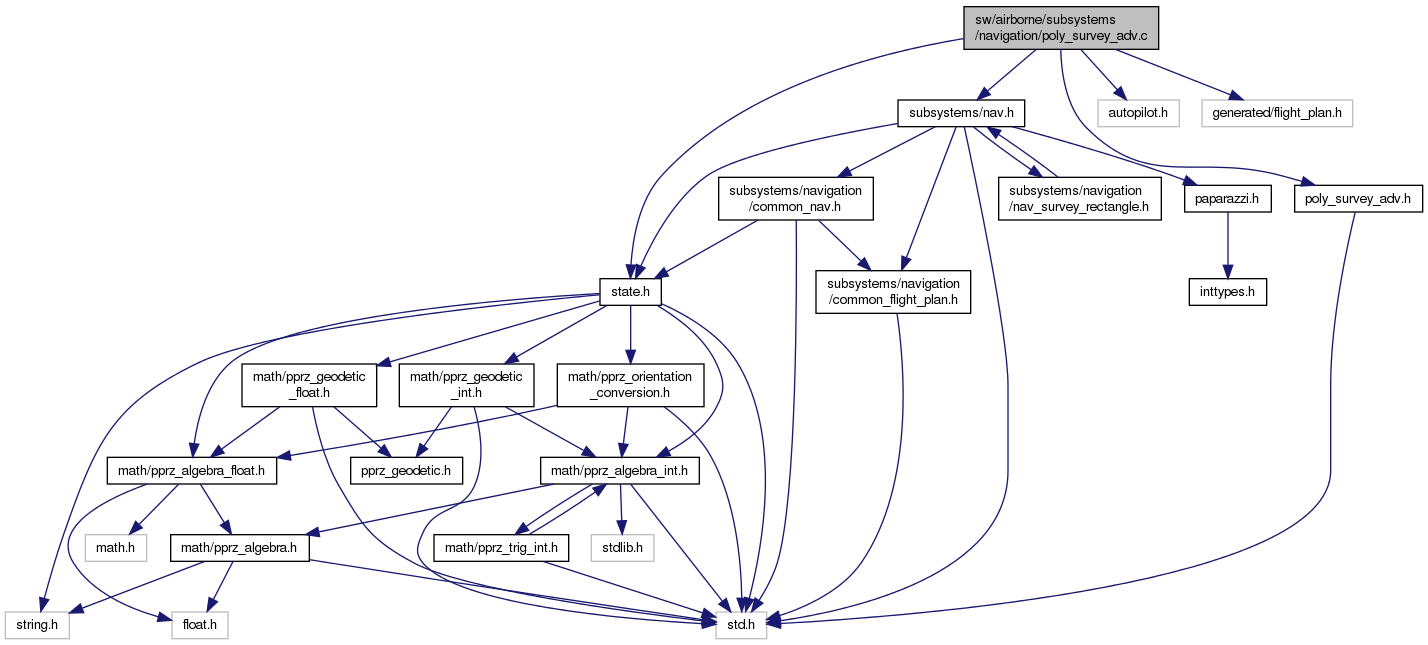 sw/airborne/subsystems
/navigation/poly_survey_adv.c
subsystems/nav.h
autopilot.h
generated/flight_plan.h
subsystems/navigation
/common_nav.h
subsystems/navigation
/nav_survey_rectangle.h
paparazzi.h
poly_survey_adv.h
state.h
subsystems/navigation
/common_flight_plan.h
inttypes.h
math/pprz_geodetic
_float.h
math/pprz_geodetic
_int.h
math/pprz_orientation
_conversion.h
math/pprz_algebra_float.h
pprz_geodetic.h
math/pprz_algebra_int.h
math.h
math/pprz_algebra.h
math/pprz_trig_int.h
stdlib.h
string.h
float.h
std.h